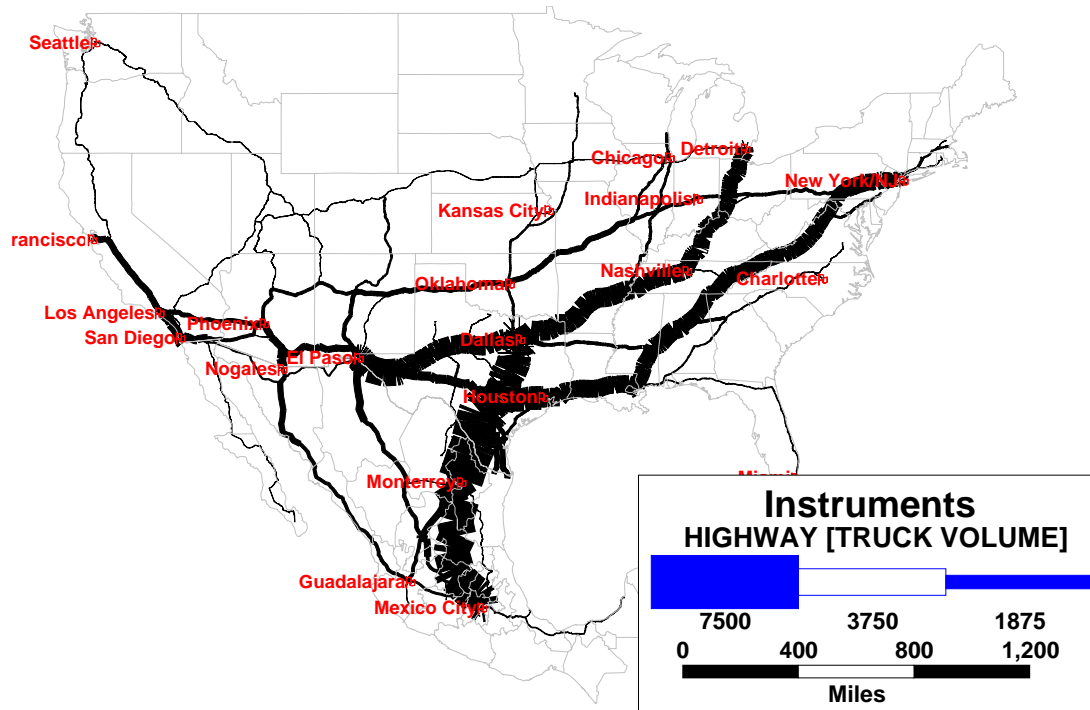 Seattle
Detroit
Chicago
New York/NJ
Indianapolis
Kansas City
rancisco
Nashville
Charlotte
Oklahoma
Los Angeles
Phoenix
San Diego
Dallas
El Paso
Nogales
Houston
Monterrey
Guadalajara
Mexico City
Instruments
HIGHWAY [TRUCK VOLUME]
7500 3750 1875
0 400 800 1,200
Miles